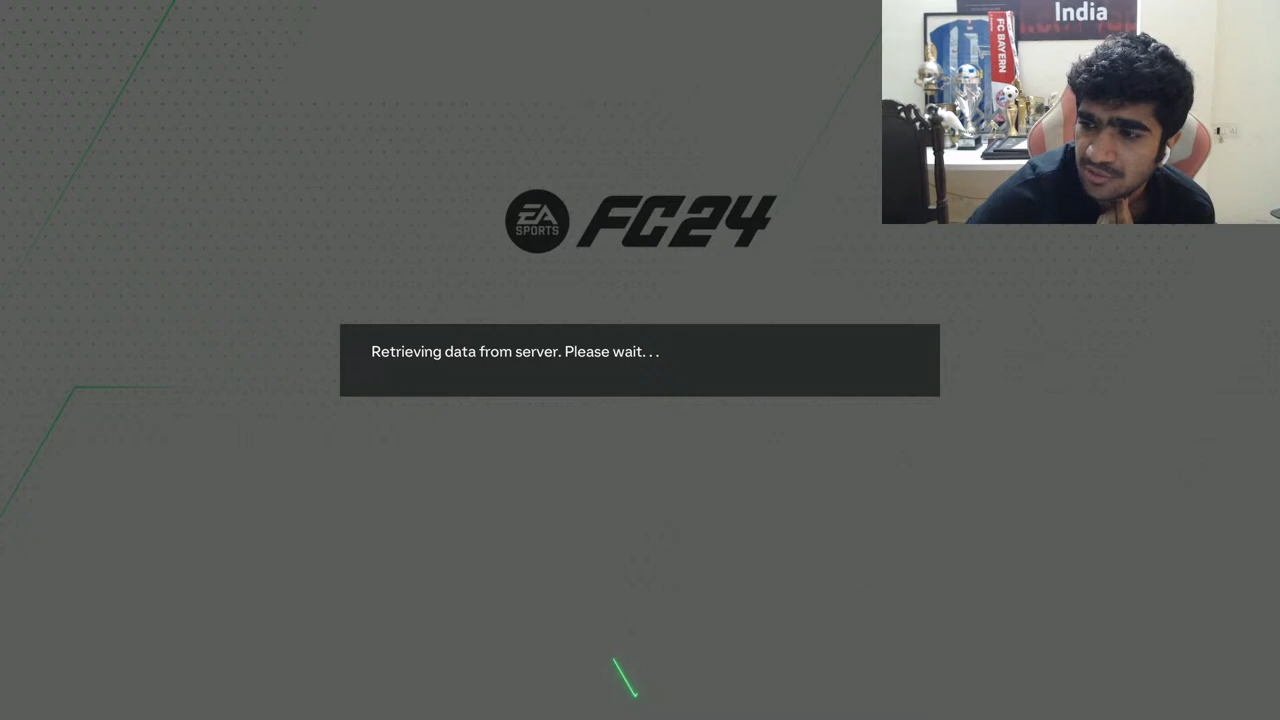 India
FC BAYERN
EA
SPORTS
FC24
Retrieving data from server. Please wait. . .